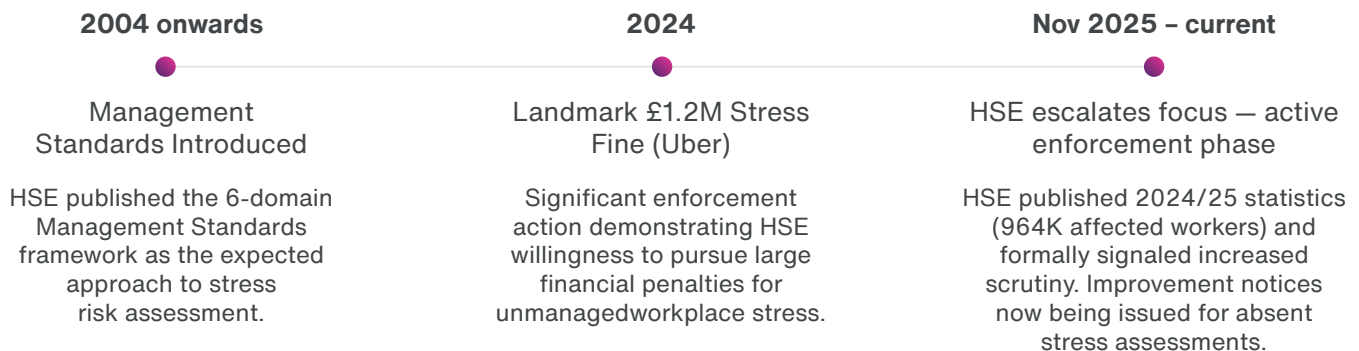 2004 onwards
Management
Standards Introduced
HSE published the 6-domain
Management Standards
framework as the expected
approach to stress
risk assessment.
2024
Landmark £1.2M Stress
Fine (Uber)
Significant enforcement
action demonstrating HSE
willingness to pursue large
financial penalties for
unmanagedworkplace stress.
Nov 2025 – current
HSE escalates focus — active
enforcement phase
HSE published 2024/25 statistics
(964K affected workers) and
formally signaled increased
scrutiny. Improvement notices
now being issued for absent
stress assessments.